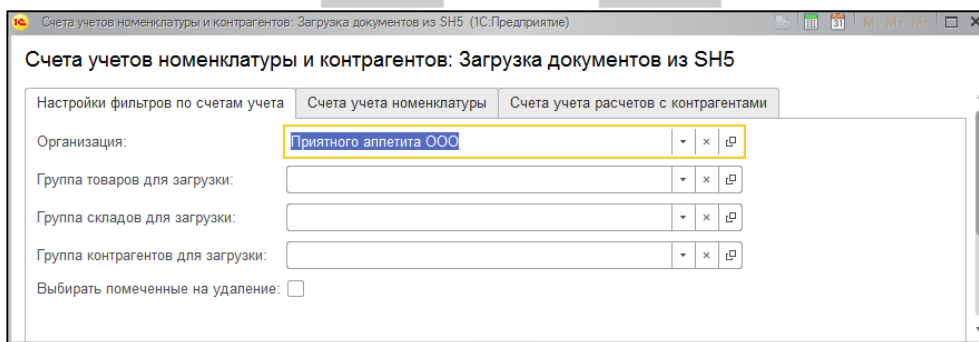 Счета учетов номенклатуры и контрагентов: Загрузка документов из SH5 (1С:Предприятие)
31 M M+ M-
Счета учетов номенклатуры и контрагентов: Загрузка документов из SH5
Настройки фильтров по счетам учета Счета учета номенклатуры Счета учета расчетов с контрагентами
Организация: Приятного аппетита ООО
Группа товаров для загрузки:
Группа складов для загрузки:
Группа контрагентов для загрузки:
Выбирать помеченные на удаление: